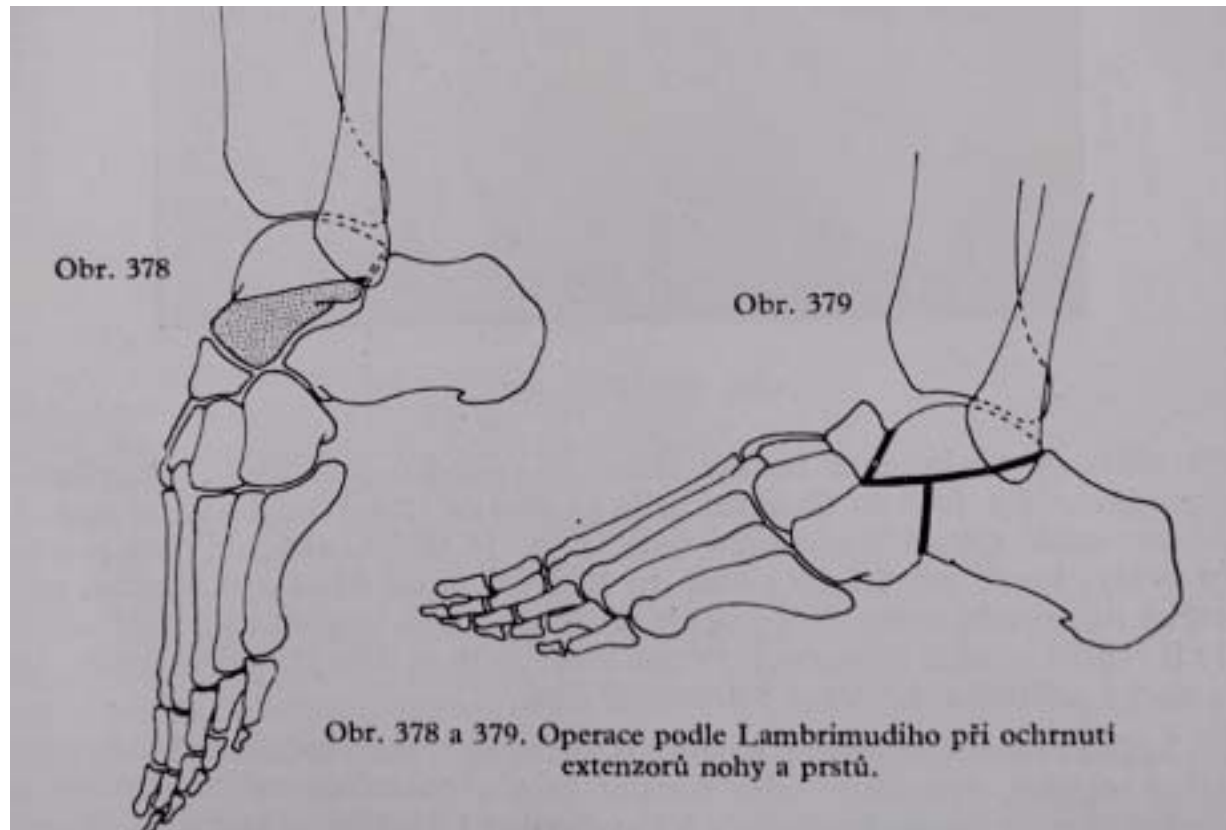 Obr. 378
Obr. 379
Obr. 378 a 379. Operace podle Lambrimudiho při ochrnutí
extenzorů nohy a prstů.